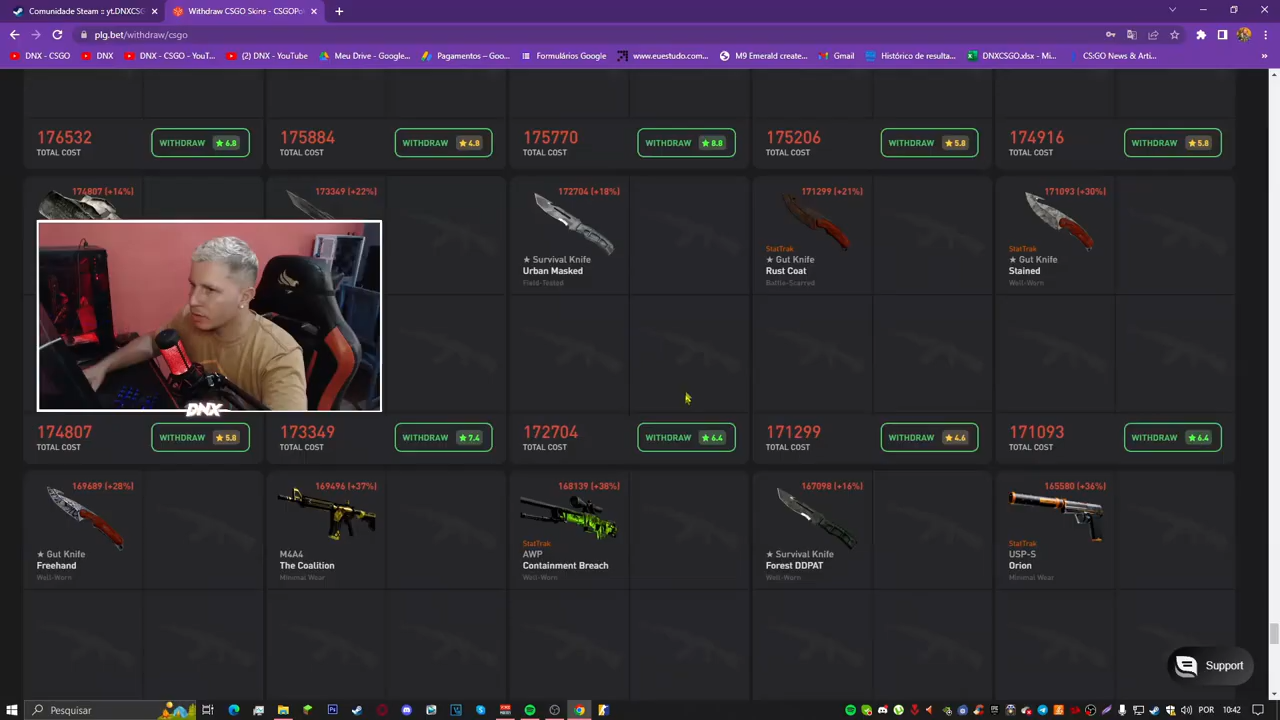 Comunidade Steam :: yt.DNXCSG
Withdraw CSGO Skins - CSGOPo
plg.bet/withdraw/csgo
DNX - CSGO
DNX
DNX - CSGO - YouT...
(2) DNX - YouTube
Meu Drive - Google...
Pagamentos – Goo...
Formulários Google
www.euestudo.com...
M9 Emerald create...
Gmail
Histórico de resulta...
DNXCSGO.xlsx - Mi...
CS:GO News & Arti...
176532
TOTAL COST
WITHDRAW 6.8
175884
TOTAL COST
WITHDRAW 4.8
175770
TOTAL COST
WITHDRAW 8.8
175206
TOTAL COST
WITHDRAW 5.8
174916
TOTAL COST
WITHDRAW 5.8
174807 (+14%)
174807
TOTAL COST
WITHDRAW 5.8
173349 (+22%)
173349
TOTAL COST
WITHDRAW 7.4
172704 (+18%)
★ Survival Knife
Urban Masked
Field-Tested
172704
TOTAL COST
WITHDRAW 6.4
171299 (+21%)
StatTrak
★ Gut Knife
Rust Coat
Battle-Scarred
171299
TOTAL COST
WITHDRAW 4.6
171093 (+30%)
StatTrak
★ Gut Knife
Stained
Well-Worn
171093
TOTAL COST
WITHDRAW 6.4
DNX
169689 (+28%)
★ Gut Knife
Freehand
Well-Worn
169496 (+37%)
M4A4
The Coalition
Minimal Wear
168139 (+38%)
StatTrak
AWP
Containment Breach
Well-Worn
167098 (+16%)
★ Survival Knife
Forest DDPAT
Well-Worn
165580 (+36%)
StatTrak
USP-S
Orion
Minimal Wear
Support
Pesquisar
POR
10:42